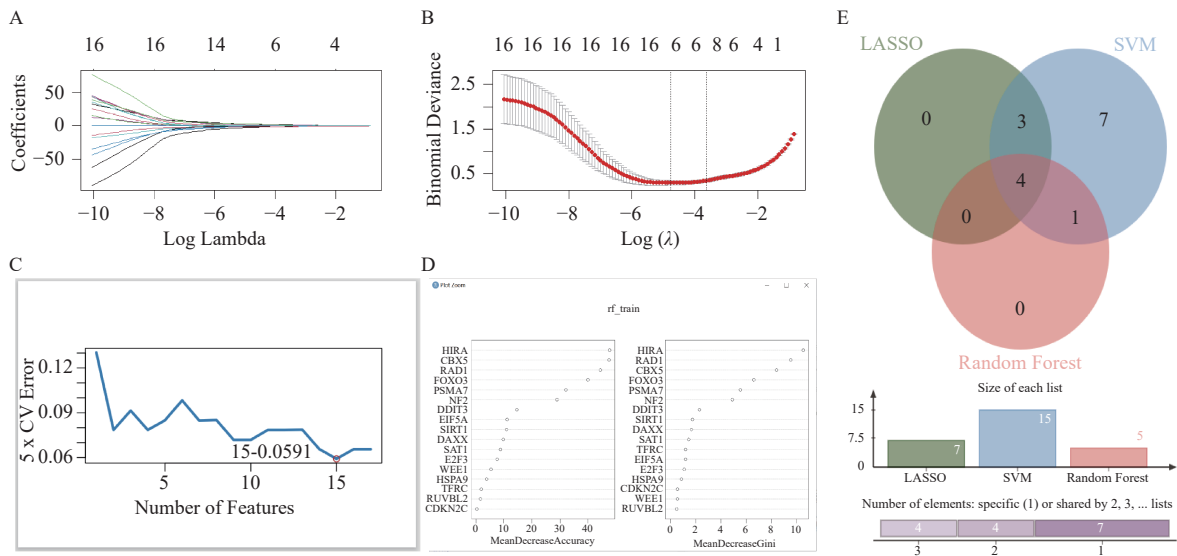 A
16 16 14 6 4
Coefficients
50
0
−50
−10 −8 −6 −4 −2
Log Lambda
B
16 16 16 16 16 16 6 6 8 6 4 1
Binomial Deviance
2.5
1.5
0.5
−10 −8 −6 −4 −2
Log (λ)
C
5 x CV Error
0.12
0.09
0.06
15-0.0591
5 10 15
Number of Features
D
Plot Zoom
rf_train
HIRA
CBX5
RAD1
FOXO3
PSMA7
NF2
DDIT3
EIF5A
SIRT1
DAXX
SAT1
E2F3
WEE1
HSPA9
TFRC
RUVBL2
CDKN2C
0 10 20 30 40
MeanDecreaseAccuracy
HIRA
RAD1
CBX5
FOXO3
PSMA7
NF2
DDIT3
SIRT1
DAXX
SAT1
TFRC
EIF5A
E2F3
HSPA9
CDKN2C
WEE1
RUVBL2
0 2 4 6 8 10
MeanDecreaseGini
E
LASSO
SVM
0
3
7
4
0
1
0
Random Forest
Size of each list
15
7.5
0
7
15
5
LASSO SVM Random Forest
Number of elements: specific (1) or shared by 2, 3, ... lists
4 4 7
3 2 1